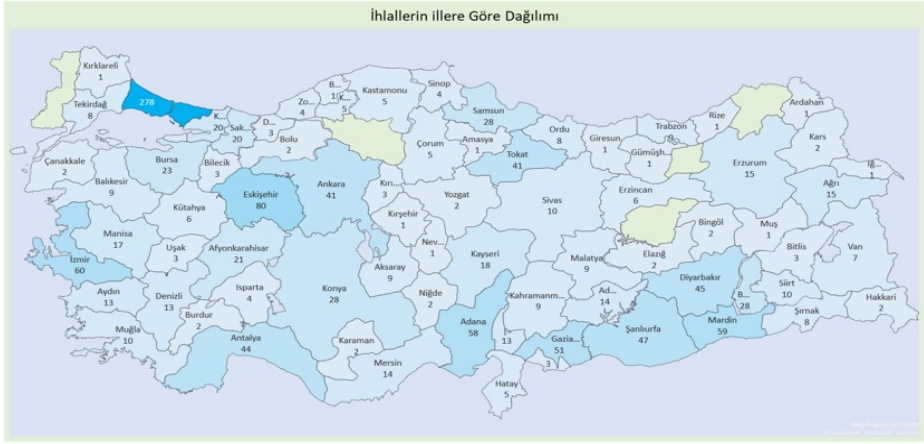 İhlallerin illere Göre Dağılımı
Kırklareli
1
Tekirdağ
8
278
K...
20
Sak...
20
D...
3
Zo...
4
B...
1
K...
5
Kastamonu
5
Sinop
4
Samsun
28
Ordu
8
Giresun
1
Trabzon
Rize
1
Ardahan
1
Kars
2
Çanakkale
2
Balıkesir
9
Bursa
23
Bilecik
3
Bolu
2
Çorum
5
Amasya
1
Tokat
41
Gümüşh...
1
Erzurum
15
Iğ...
1
Ağrı
15
Kütahya
6
Eskişehir
80
Ankara
41
Kırı...
3
Kırşehir
1
Yozgat
2
Sivas
10
Erzincan
6
Bingöl
2
Muş
1
Bitlis
3
Van
7
Manisa
17
İzmir
60
Uşak
3
Afyonkarahisar
21
Aksaray
9
Nev...
1
Kayseri
18
Malatya
9
Elazığ
2
Diyarbakır
45
B...
28
Siirt
10
Hakkari
2
Şırnak
8
Aydın
13
Denizli
13
Isparta
4
Burdur
2
Konya
28
Niğde
2
Kahramanm...
9
Ad...
14
Şanlıurfa
47
Mardin
59
Muğla
10
Antalya
44
Karaman
2
Mersin
14
Adana
58
13
Gazia...
51
3
Hatay
5